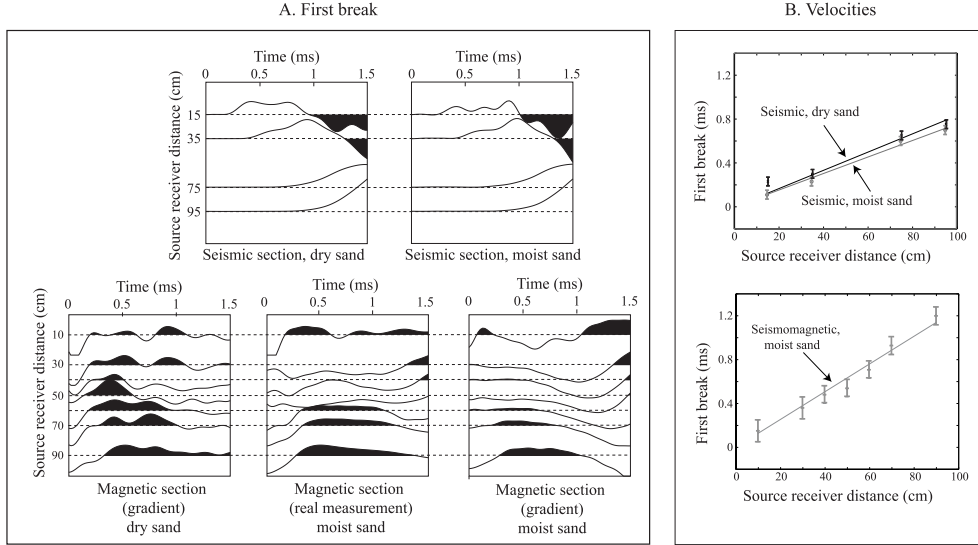 A. First break
B. Velocities
Time (ms)
Time (ms)
0 0.5 1 1.5
0 0.5 1 1.5
Source receiver distance (cm)
15
35
75
95
Seismic section, dry sand
Seismic section, moist sand
Time (ms)
Time (ms)
Time (ms)
0 0.5 1 1.5
0 0.5 1 1.5
0 0.5 1 1.5
Source receiver distance (cm)
10
30
50
70
90
Magnetic section
(gradient)
dry sand
Magnetic section
(real measurement)
moist sand
Magnetic section
(gradient)
moist sand
First break (ms)
1.2
0.8
0.4
0
Seismic, dry sand
Seismic, moist sand
0 20 40 60 80 100
Source receiver distance (cm)
First break (ms)
1.2
0.8
0.4
0
Seismomagnetic,
moist sand
0 20 40 60 80 100
Source receiver distance (cm)